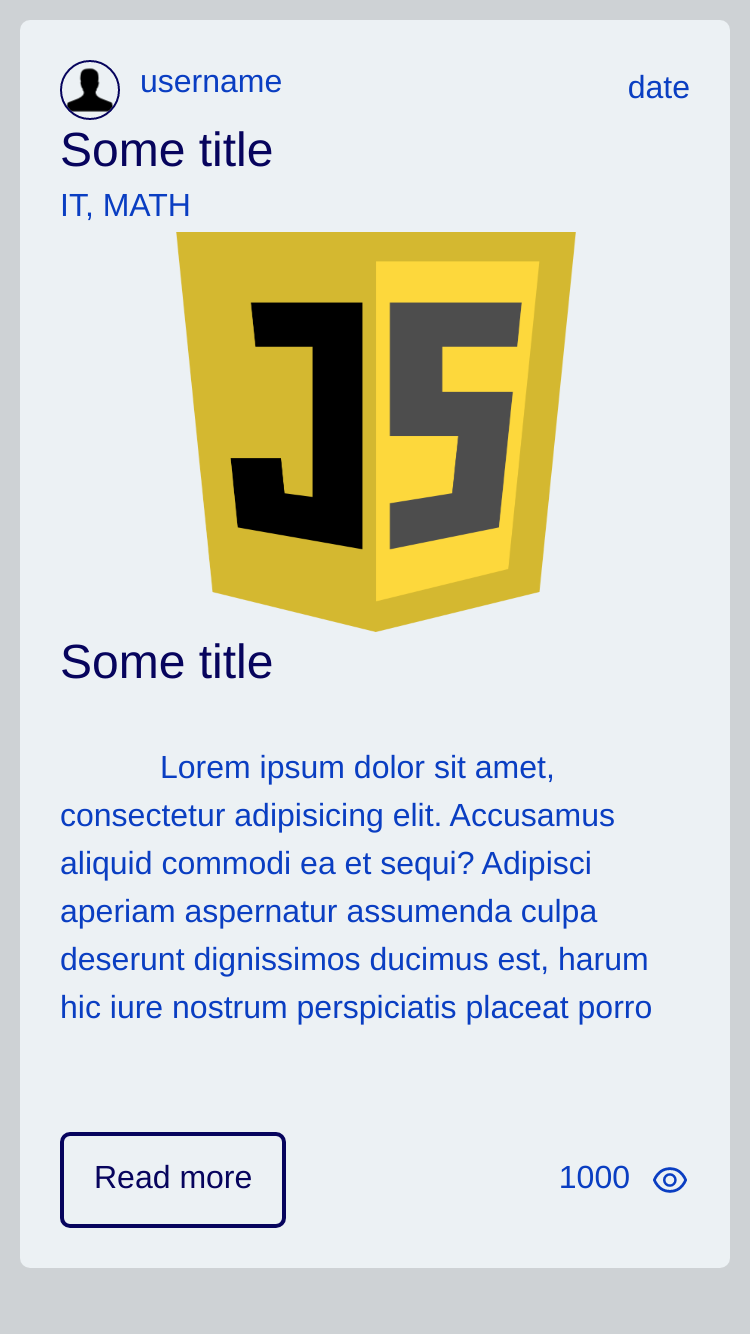 username
date
Some title
IT, MATH
JS
Some title
Lorem ipsum dolor sit amet,
consectetur adipisicing elit. Accusamus
aliquid commodi ea et sequi? Adipisci
aperiam aspernatur assumenda culpa
deserunt dignissimos ducimus est, harum
hic iure nostrum perspiciatis placeat porro
Read more
1000